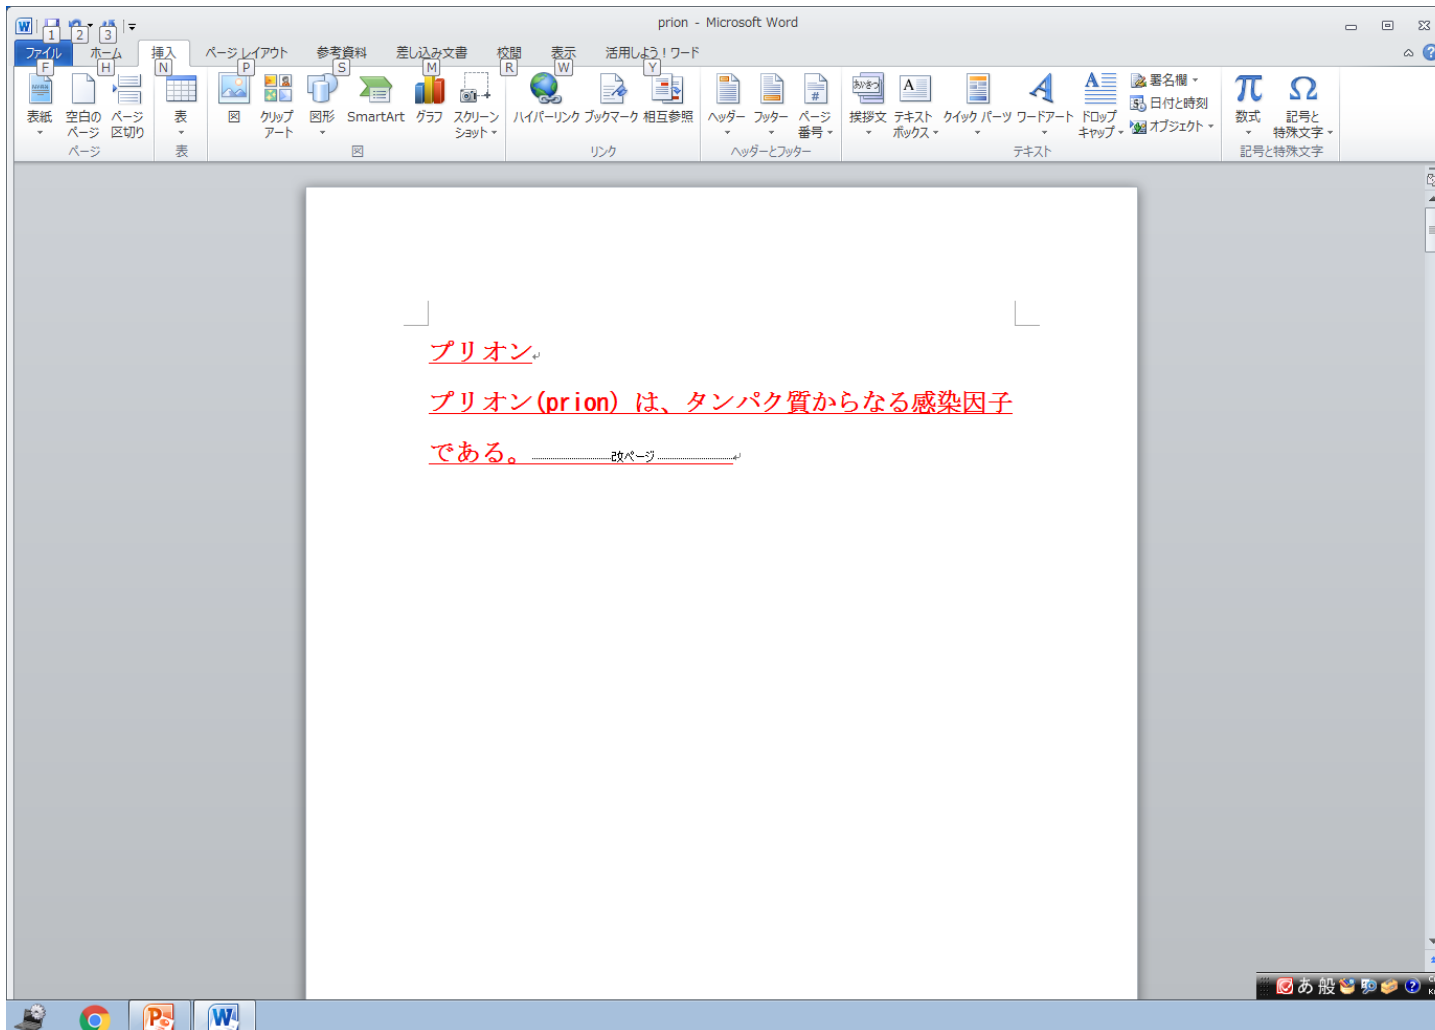 prion - Microsoft Word
1 2 3
ファイル ホーム 挿入 ページ レイアウト 参考資料 差し込み文書 校閲 表示 活用しよう！ワード
F H N P S M R W Y
表紙 空白の ページ 表 図 クリップ 図形 SmartArt グラフ スクリーン ハイパーリンク ブックマーク 相互参照 ヘッダー フッター ページ 挨拶文 テキスト クイック パーツ ワードアート ドロップ 署名欄 数式 記号と
ページ 区切り アート ショット 番号 ボックス キャップ 日付と時刻 特殊文字
オブジェクト
ページ 表 図 リンク ヘッダーとフッター テキスト 記号と特殊文字
プリオン
プリオン(prion) は、タンパク質からなる感染因子
である。 改ページ
あ 般